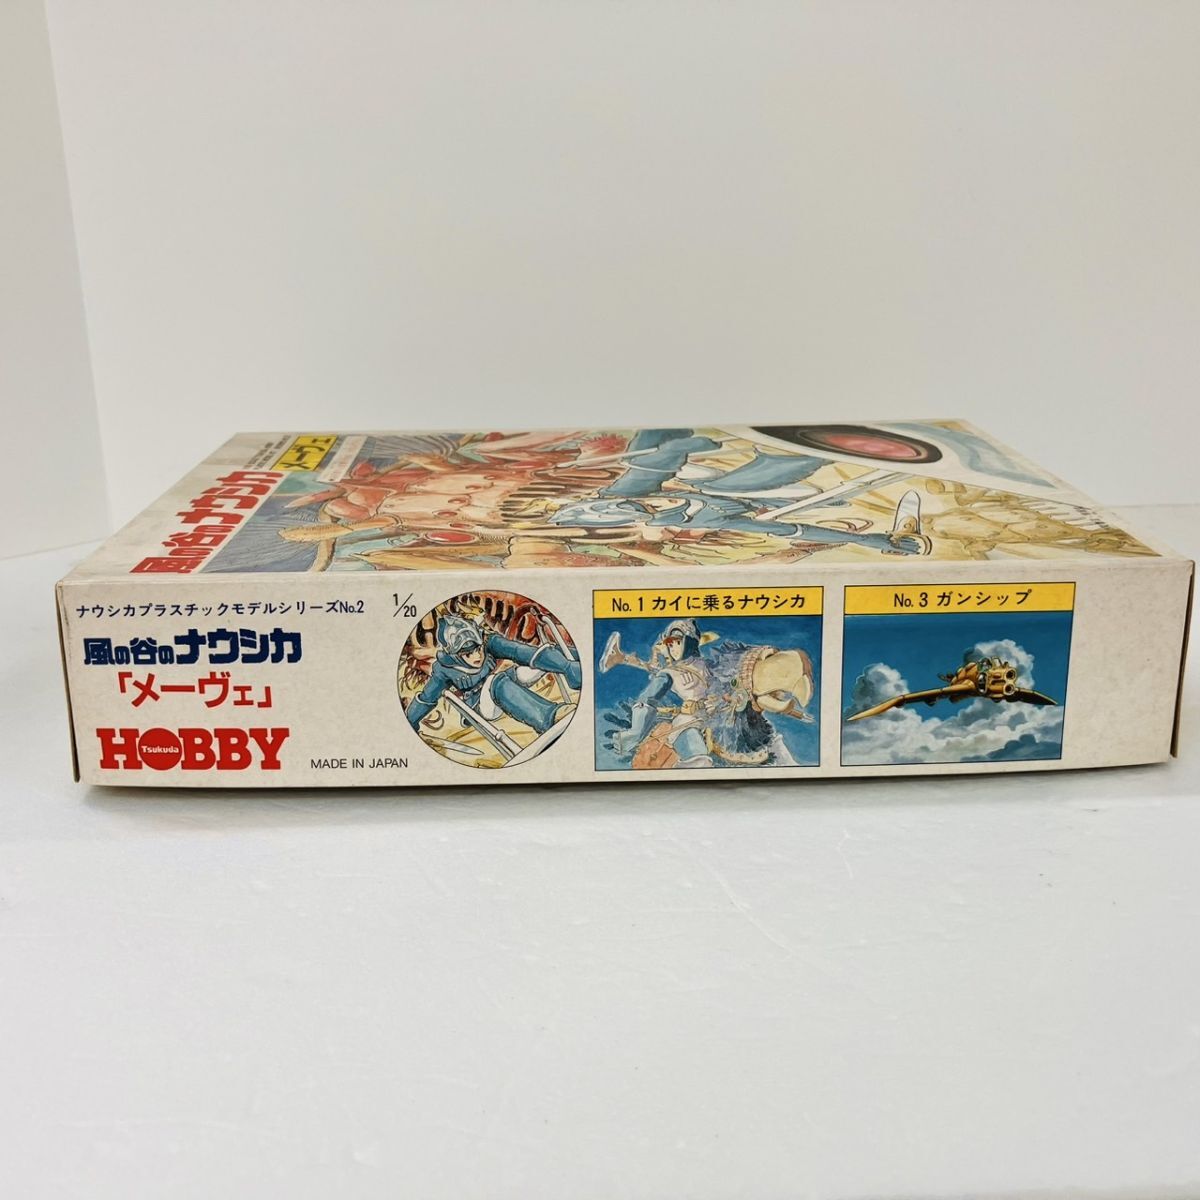 風の谷のナウシカ
メーヴェ
ナウシカプラスチックモデルシリーズNo.2
1/20
風の谷のナウシカ
「メーヴェ」
Tsukuda
HOBBY
MADE IN JAPAN
No.1 カイに乗るナウシカ
No.3 ガンシップ